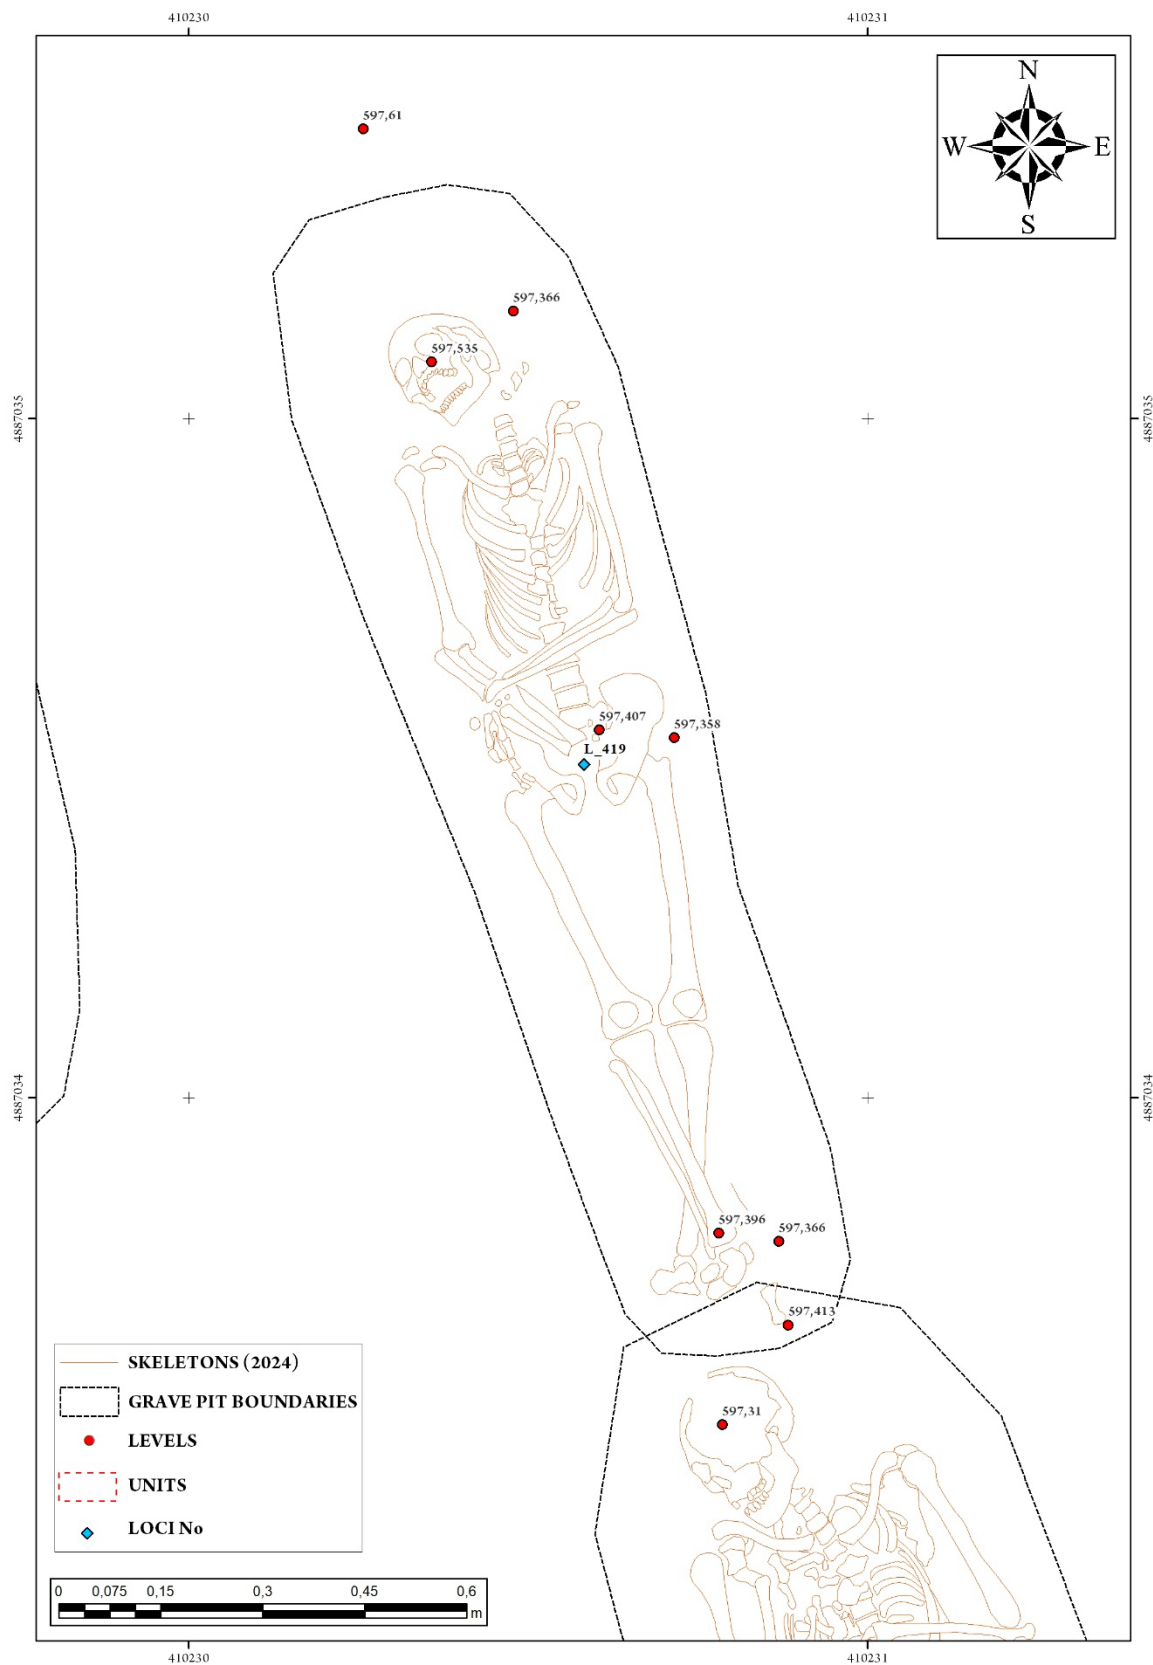 410230 410231
N
W E
S
597,61
597,366
597,535
4887035 4887035
597,407
597,358
L_419
4887034 4887034
597,396
597,366
597,413
597,31
SKELETONS (2024)
GRAVE PIT BOUNDARIES
LEVELS
UNITS
LOCI No
0 0,075 0,15 0,3 0,45 0,6
m
410230 410231